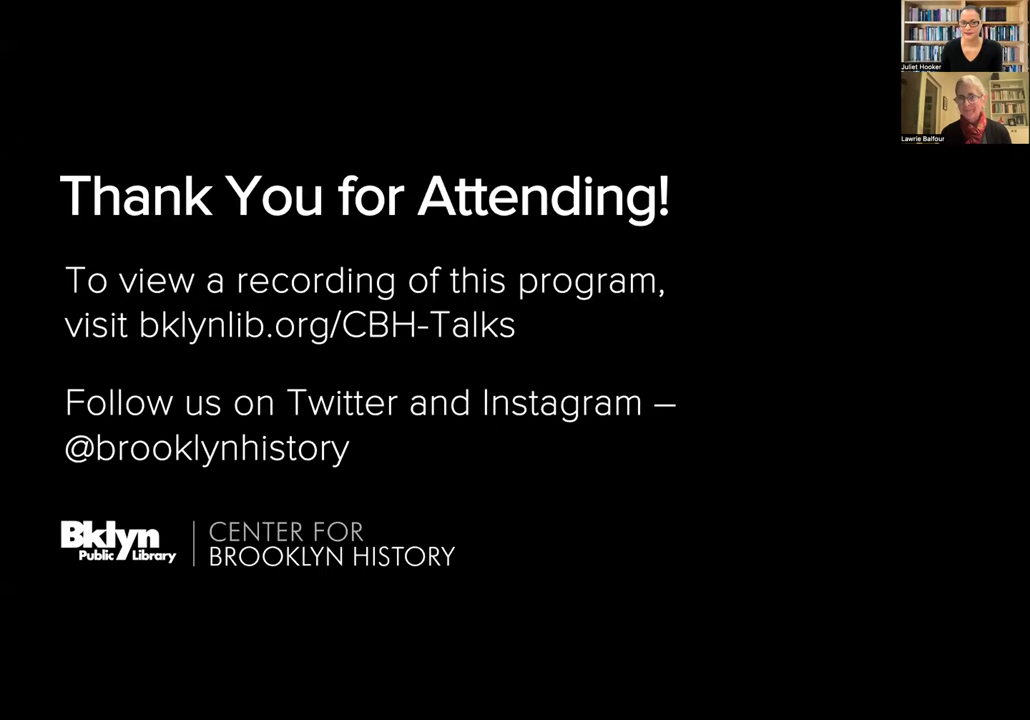 Juliet Hooker
Lawrie Balfour
Thank You for Attending!
To view a recording of this program,
visit bklynlib.org/CBH-Talks
Follow us on Twitter and Instagram –
@brooklynhistory
Bklyn
Public Library
CENTER FOR
BROOKLYN HISTORY